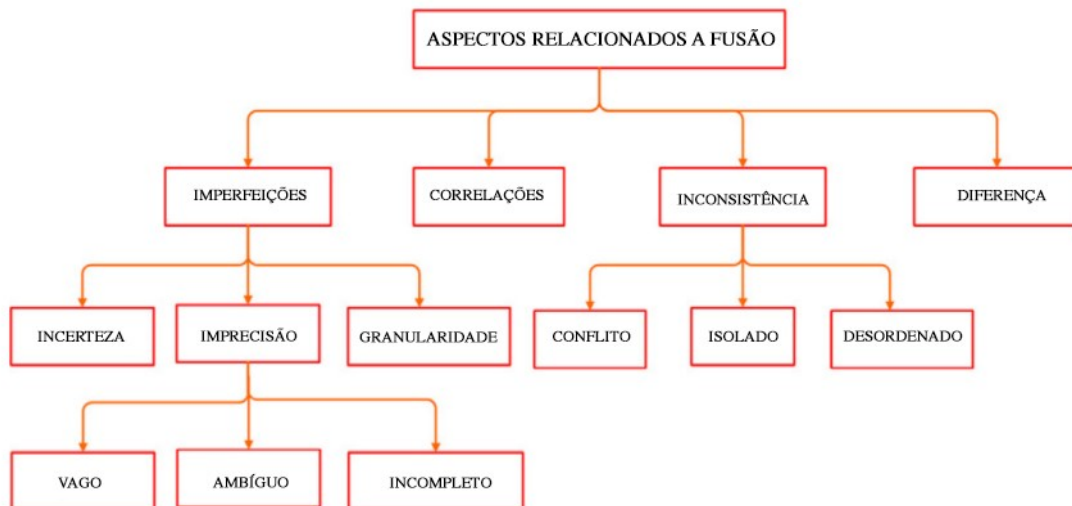 ASPECTOS RELACIONADOS A FUSÃO
IMPERFEIÇÕES
CORRELAÇÕES
INCONSISTÊNCIA
DIFERENÇA
INCERTEZA
IMPRECISÃO
GRANULARIDADE
CONFLITO
ISOLADO
DESORDENADO
VAGO
AMBÍGUO
INCOMPLETO